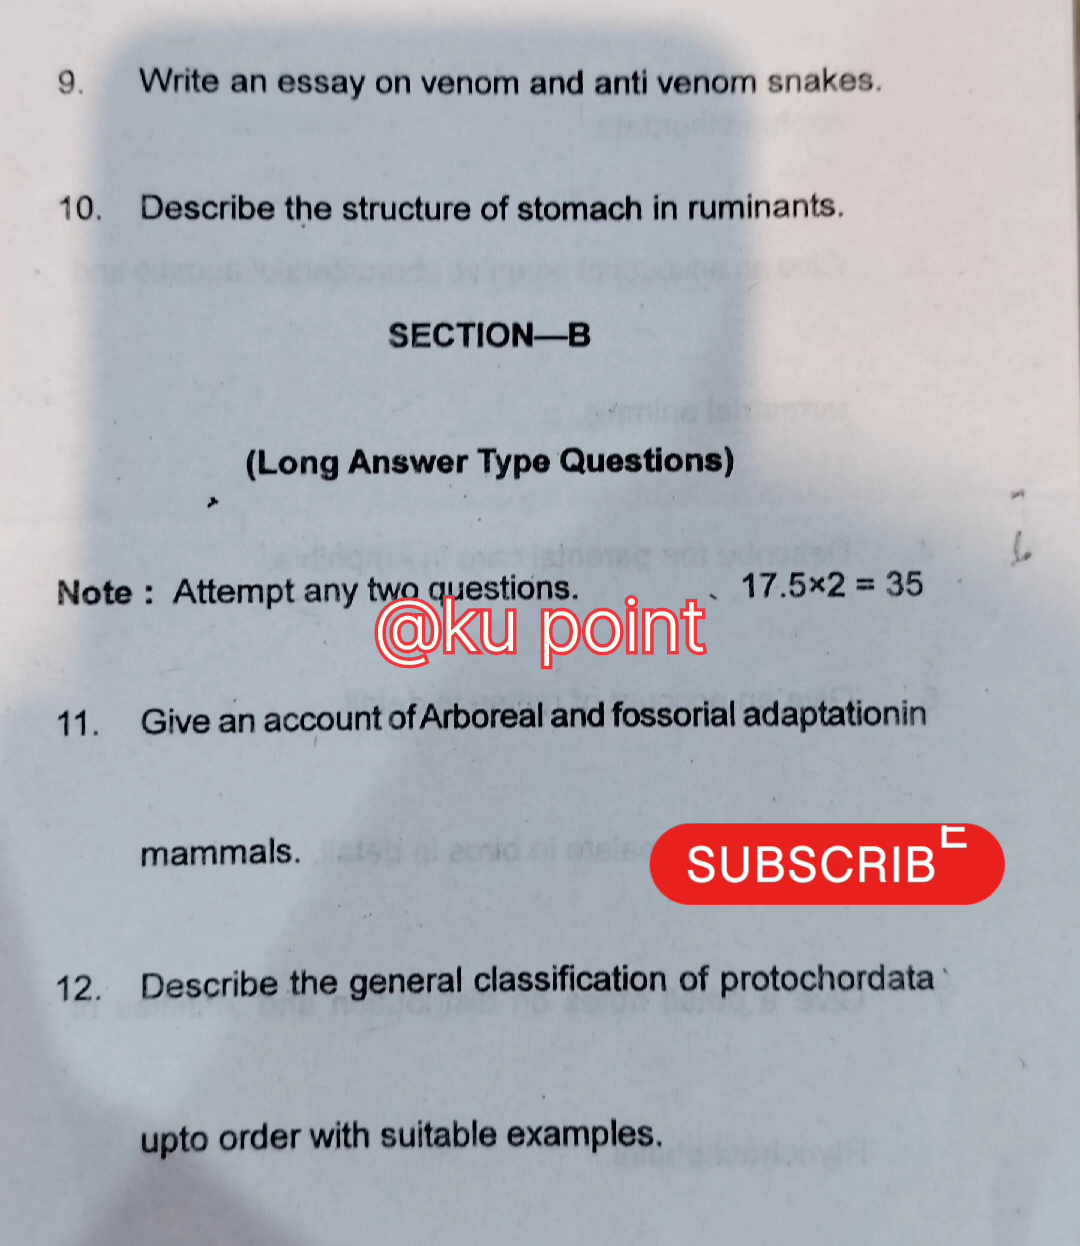 9. Write an essay on venom and anti venom snakes.
10. Describe the structure of stomach in ruminants.
SECTION—B
(Long Answer Type Questions)
Note : Attempt any two questions. 17.5×2 = 35
@ku point
11. Give an account of Arboreal and fossorial adaptationin
mammals.
SUBSCRIBE
12. Describe the general classification of protochordata
upto order with suitable examples.